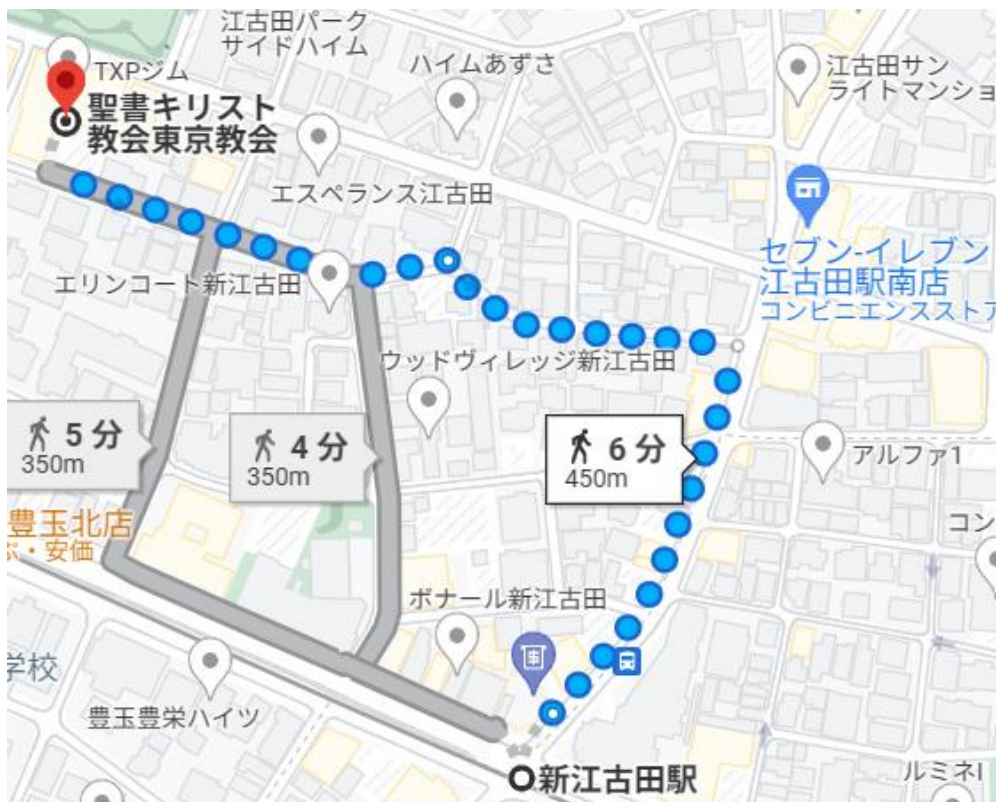 江古田パーク
サイドハイム
TXPジム
ハイムあずさ
江古田サン
ライトマンショ
聖書キリスト
教会東京教会
エスペランス江古田
セブン-イレブン
江古田駅南店
コンビニエンスストア
エリンコート新江古田
ウッドヴィレッジ新江古田
5 分
350m
4 分
350m
6 分
450m
アルファ1
豊玉北店
ぶ・安価
コン
ボナール新江古田
学校
豊玉豊栄ハイツ
新江古田駅
ルミネI